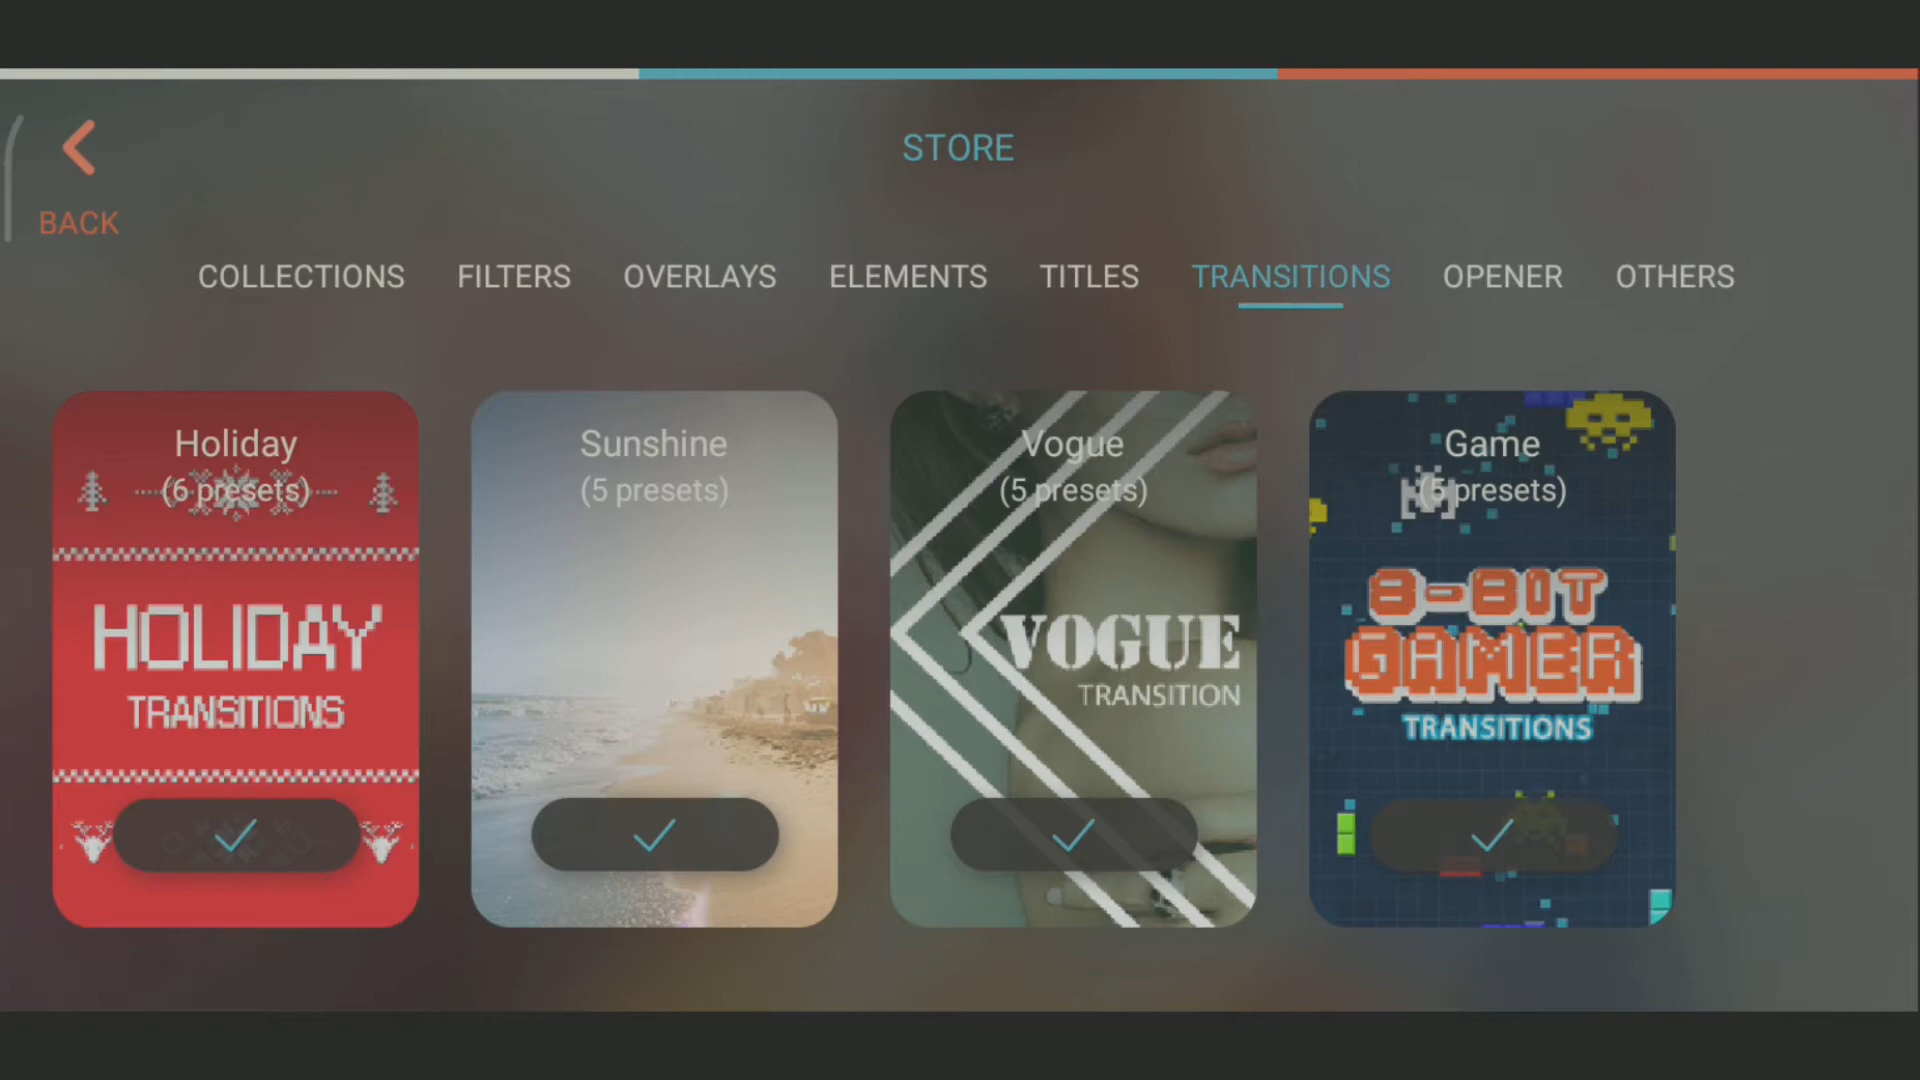 STORE
BACK
COLLECTIONS FILTERS OVERLAYS ELEMENTS TITLES TRANSITIONS OPENER OTHERS
Holiday
(6 presets)
HOLIDAY
TRANSITIONS
Sunshine
(5 presets)
Vogue
(5 presets)
VOGUE
TRANSITION
Game
(5 presets)
8-BIT
GAMER
TRANSITIONS